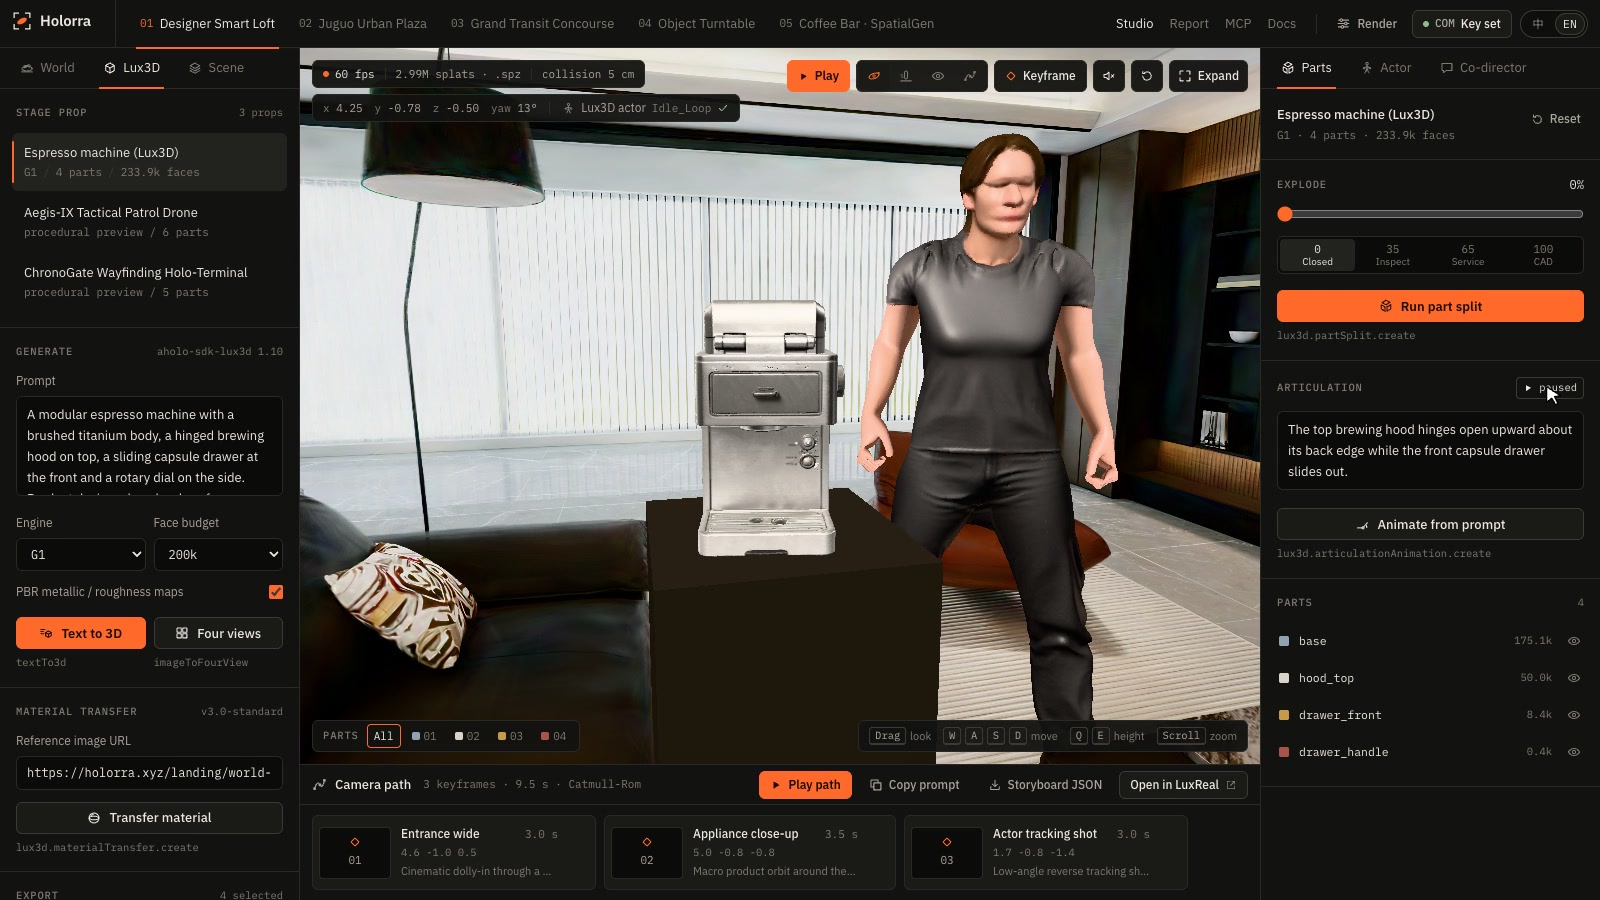 Holorra
01 Designer Smart Loft
02 Juguo Urban Plaza
03 Grand Transit Concourse
04 Object Turntable
05 Coffee Bar · SpatialGen
Studio
Report
MCP
Docs
Render
COM Key set
中
EN
World
Lux3D
Scene
STAGE PROP
3 props
Espresso machine (Lux3D)
G1 / 4 parts / 233.9k faces
Aegis-IX Tactical Patrol Drone
procedural preview / 6 parts
ChronoGate Wayfinding Holo-Terminal
procedural preview / 5 parts
GENERATE
aholo-sdk-lux3d 1.10
Prompt
A modular espresso machine with a
brushed titanium body, a hinged brewing
hood on top, a sliding capsule drawer at
the front and a rotary dial on the side.
Engine
Face budget
G1
200k
PBR metallic / roughness maps
Text to 3D
Four views
textTo3d
imageToFourView
MATERIAL TRANSFER
v3.0-standard
Reference image URL
https://holorra.xyz/landing/world-
Transfer material
lux3d.materialTransfer.create
EXPORT
4 selected
60 fps
2.99M splats · .spz
collision 5 cm
x 4.25 y -0.78 z -0.50 yaw 13°
Lux3D actor Idle_Loop ✓
Play
Keyframe
Expand
PARTS All 01 02 03 04
Drag look W A S D move Q E height Scroll zoom
Camera path
3 keyframes · 9.5 s · Catmull-Rom
Play path
Copy prompt
Storyboard JSON
Open in LuxReal
01
Entrance wide
3.0 s
4.6 -1.0 0.5
Cinematic dolly-in through a ...
02
Appliance close-up
3.5 s
5.0 -0.8 -0.8
Macro product orbit around the...
03
Actor tracking shot
3.0 s
1.7 -0.8 -1.4
Low-angle reverse tracking sh...
Parts
Actor
Co-director
Espresso machine (Lux3D)
G1 · 4 parts · 233.9k faces
Reset
EXPLODE
0%
0
Closed
35
Inspect
65
Service
100
CAD
Run part split
lux3d.partSplit.create
ARTICULATION
paused
The top brewing hood hinges open upward about
its back edge while the front capsule drawer
slides out.
Animate from prompt
lux3d.articulationAnimation.create
PARTS
4
base
175.1k
hood_top
50.0k
drawer_front
8.4k
drawer_handle
0.4k